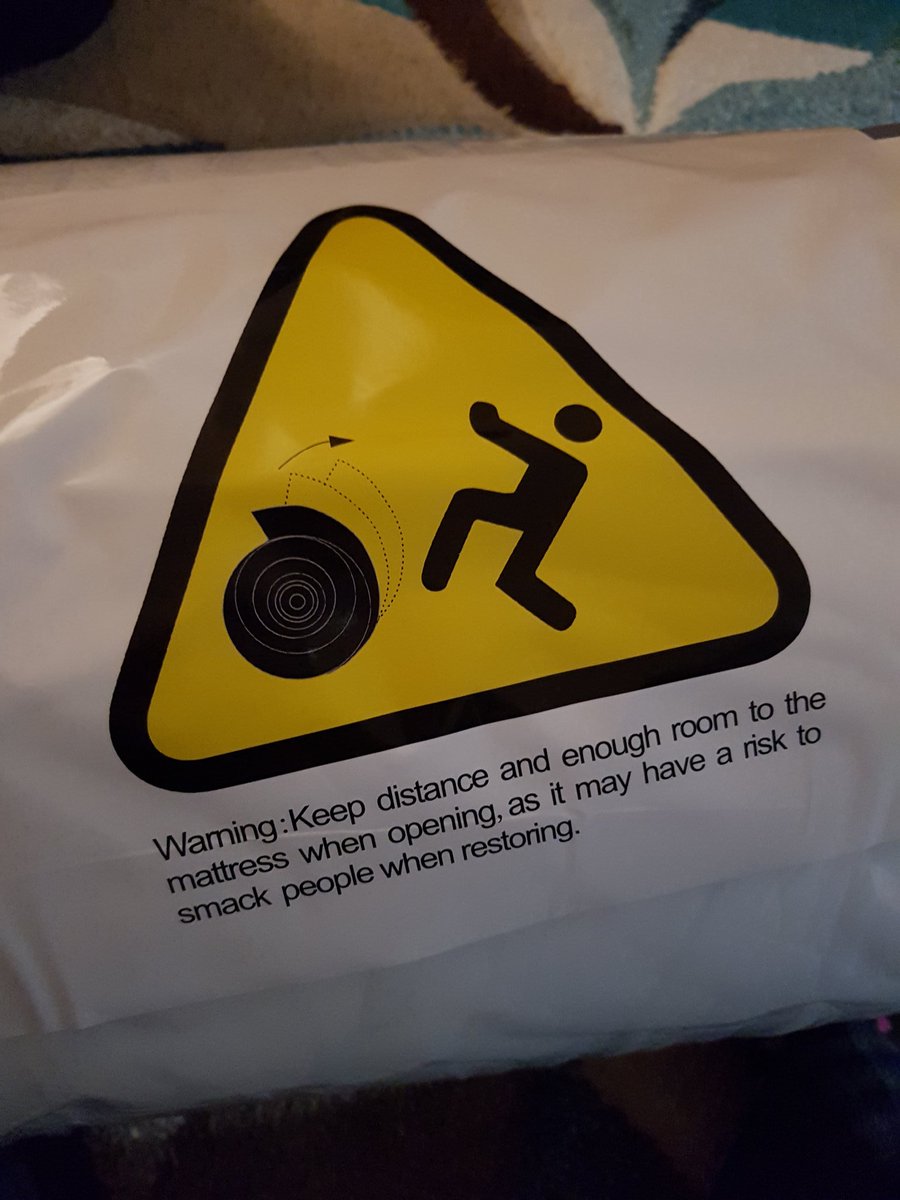 Warning:Keep distance and enough room to the
mattress when opening, as it may have a risk to
smack people when restoring.